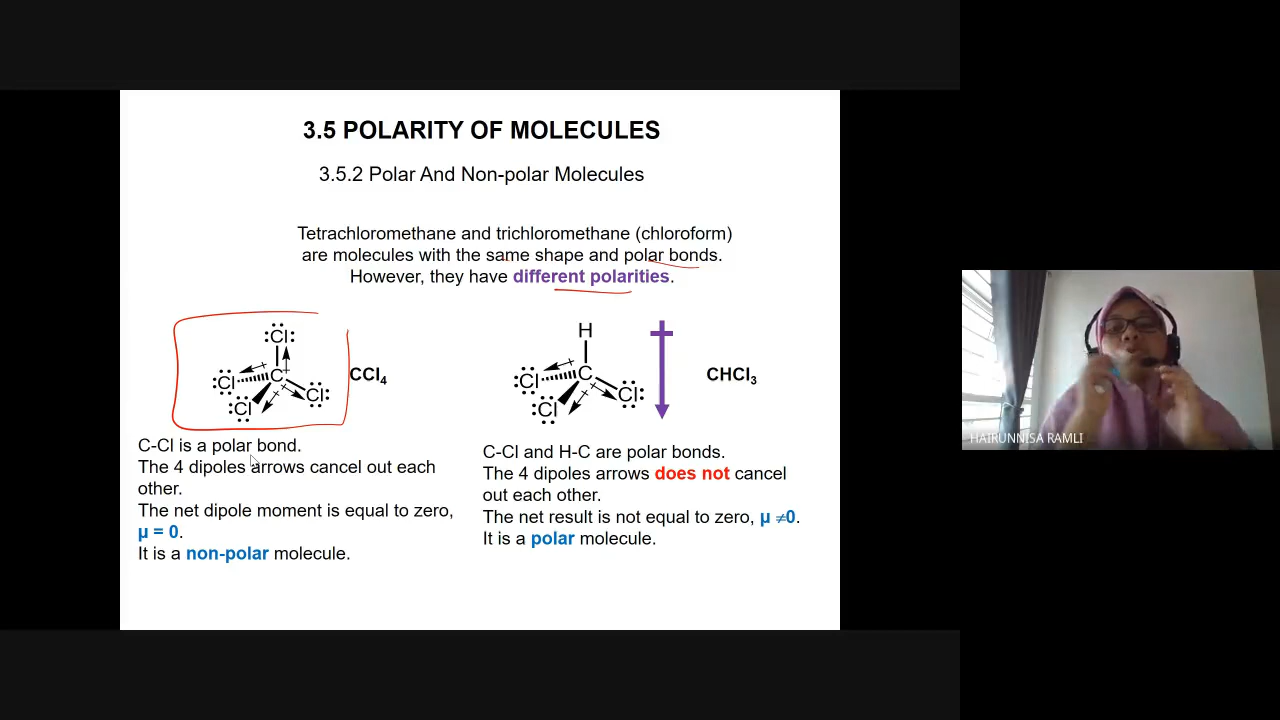 3.5 POLARITY OF MOLECULES
3.5.2 Polar And Non-polar Molecules
Tetrachloromethane and trichloromethane (chloroform)
are molecules with the same shape and polar bonds.
However, they have different polarities.
Cl
Cl C Cl
Cl
CCl4
H
Cl C Cl
Cl
CHCl3
C-Cl is a polar bond.
The 4 dipoles arrows cancel out each
other.
The net dipole moment is equal to zero,
µ = 0.
It is a non-polar molecule.
C-Cl and H-C are polar bonds.
The 4 dipoles arrows does not cancel
out each other.
The net result is not equal to zero, µ ≠0.
It is a polar molecule.
HAIRUNNISA RAMLI